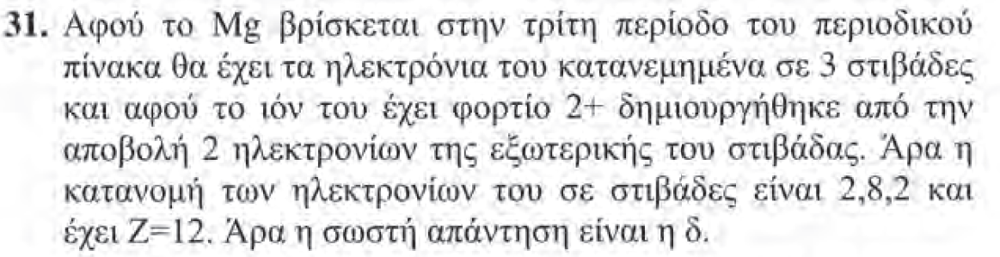 31. Αφού το Mg βρίσκεται στην τρίτη περίοδο του περιοδικού
πίνακα θα έχει τα ηλεκτρόνια του κατανεμημένα σε 3 στιβάδες
και αφού το ιόν του έχει φορτίο 2+ δημιουργήθηκε από την
αποβολή 2 ηλεκτρονίων της εξωτερικής του στιβάδας. Άρα η
κατανομή των ηλεκτρονίων του σε στιβάδες είναι 2,8,2 και
έχει Z=12. Άρα η σωστή απάντηση είναι η δ.